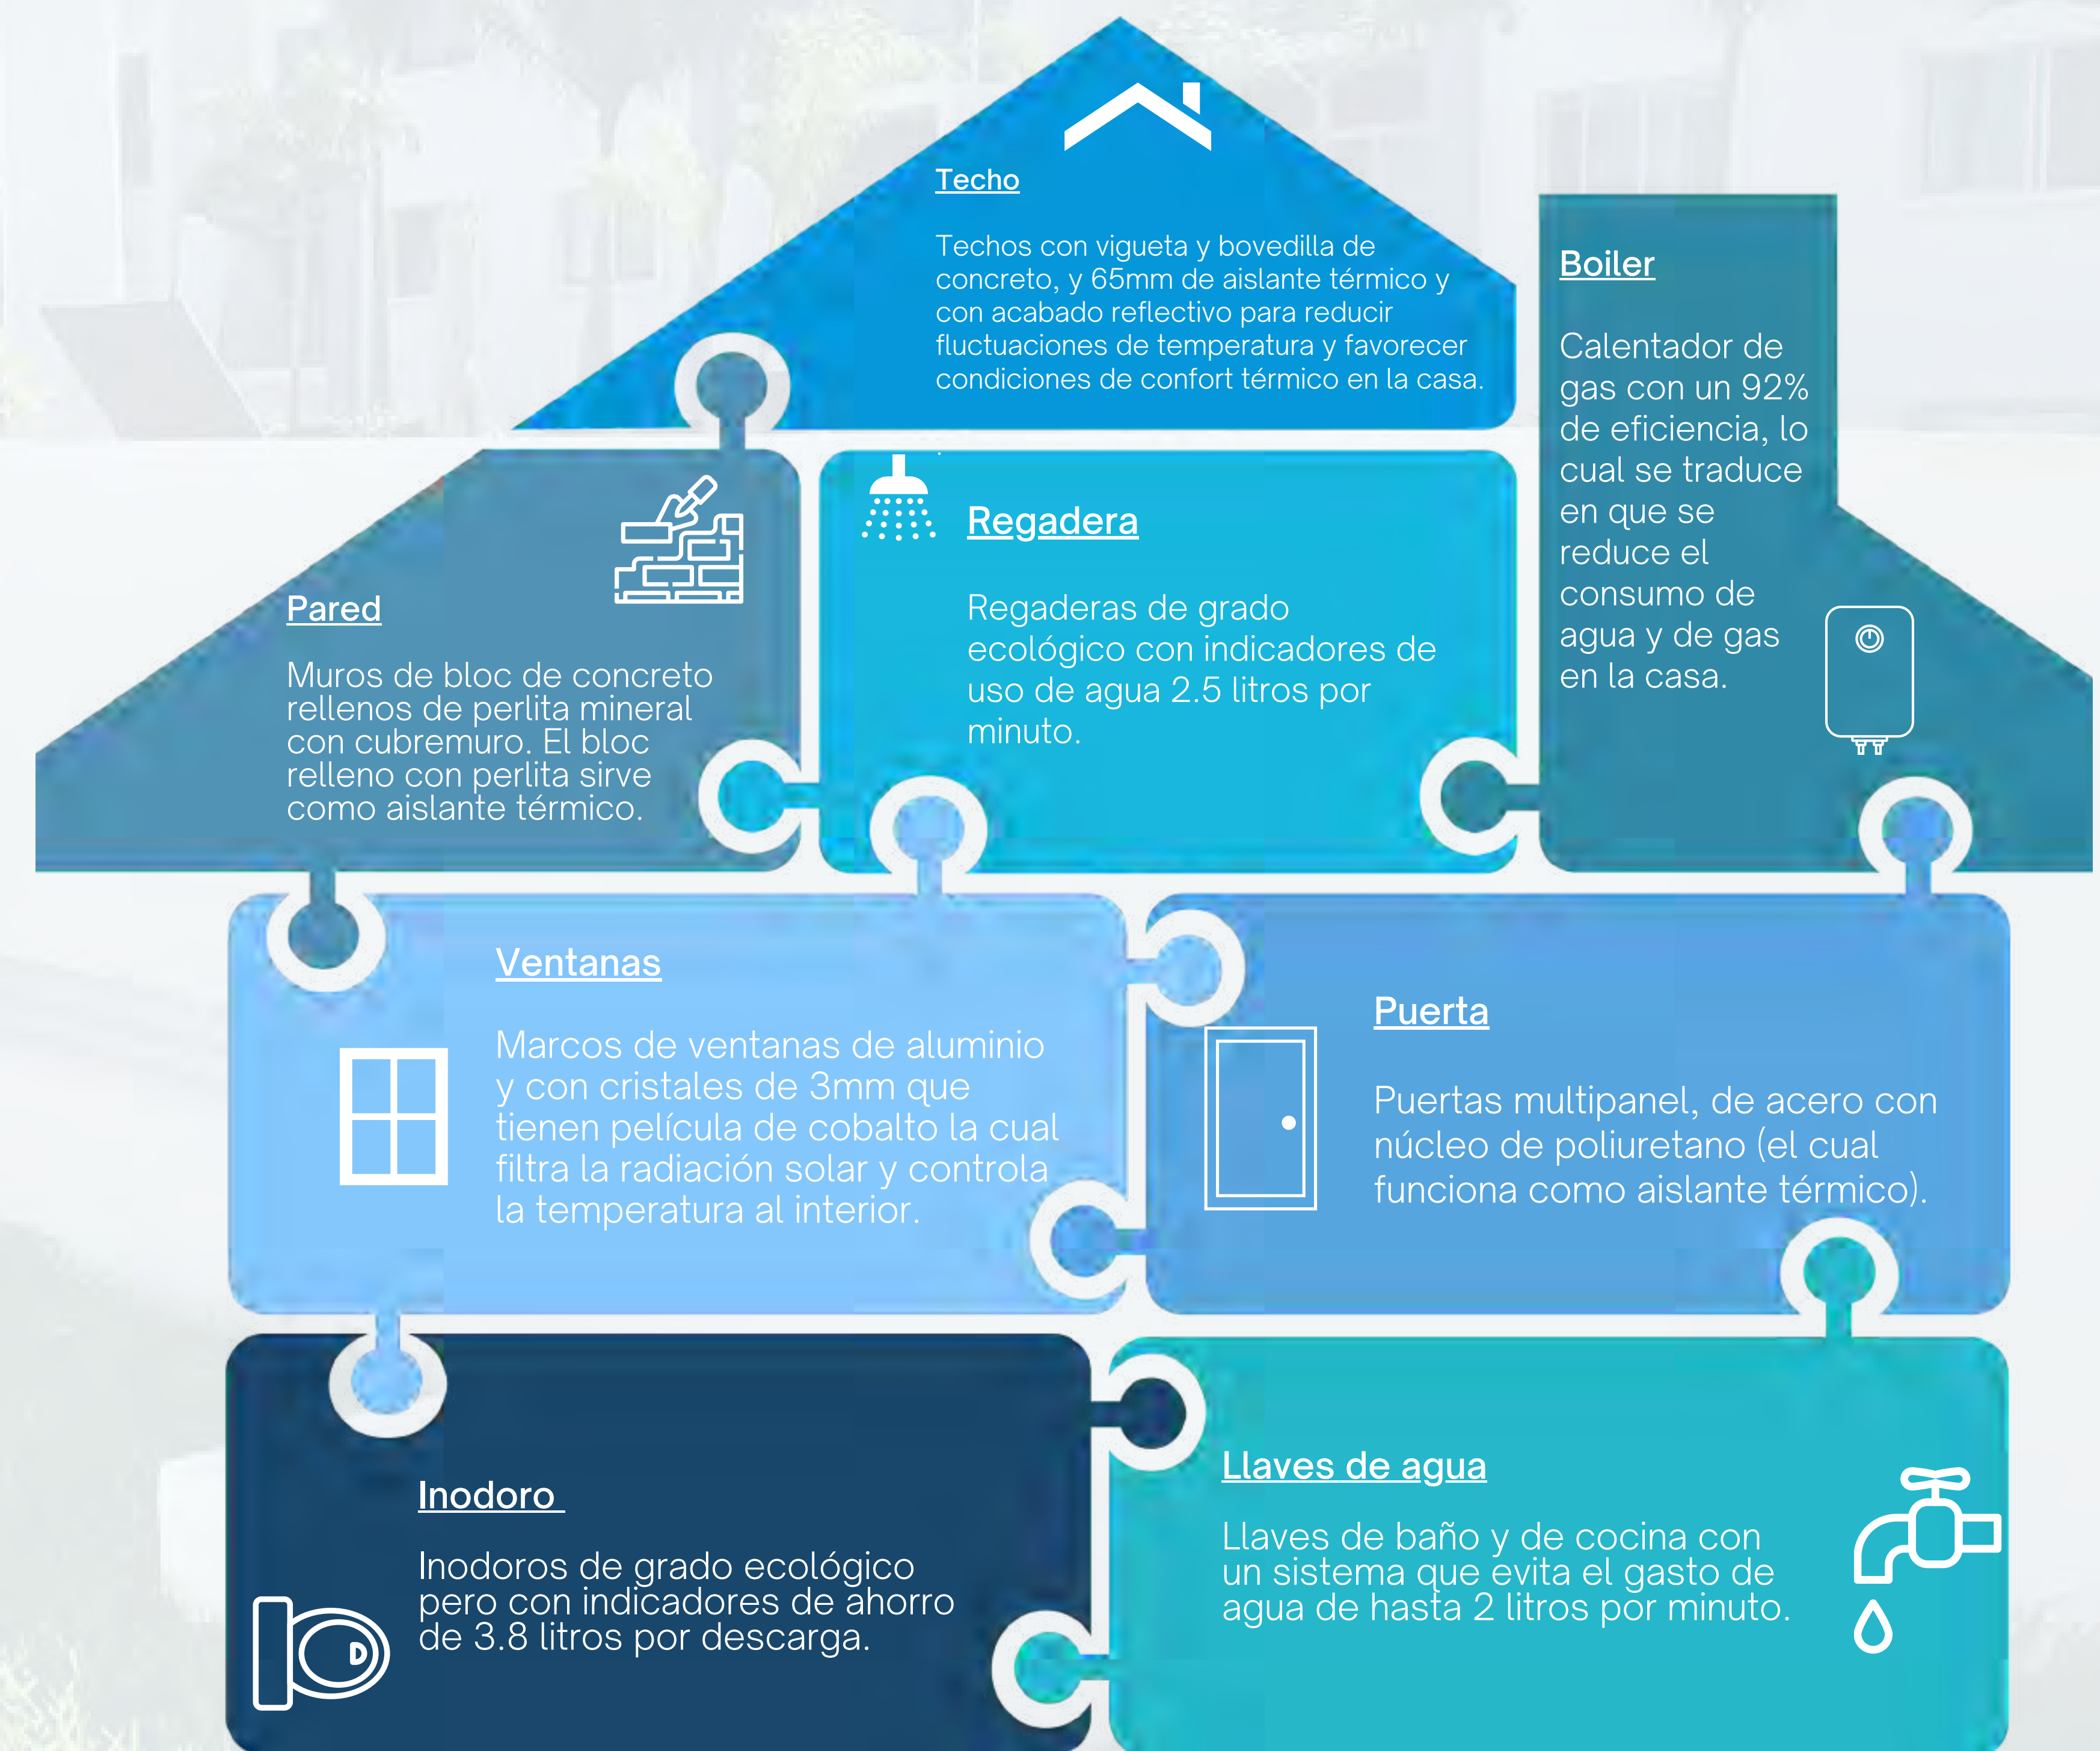 Techo
Techos con vigueta y bovedilla de
concreto, y 65mm de aislante térmico y
con acabado reflectivo para reducir
fluctuaciones de temperatura y favorecer
condiciones de confort térmico en la casa.
Boiler
Calentador de
gas con un 92%
de eficiencia, lo
cual se traduce
en que se
reduce el
consumo de
agua y de gas
en la casa.
Pared
Muros de bloc de concreto
rellenos de perlita mineral
con cubremuro. El bloc
relleno con perlita sirve
como aislante térmico.
Regadera
Regaderas de grado
ecológico con indicadores de
uso de agua 2.5 litros por
minuto.
Ventanas
Marcos de ventanas de aluminio
y con cristales de 3mm que
tienen película de cobalto la cual
filtra la radiación solar y controla
la temperatura al interior.
Puerta
Puertas multipanel, de acero con
núcleo de poliuretano (el cual
funciona como aislante térmico).
Inodoro
Inodoros de grado ecológico
pero con indicadores de ahorro
de 3.8 litros por descarga.
Llaves de agua
Llaves de baño y de cocina con
un sistema que evita el gasto de
agua de hasta 2 litros por minuto.